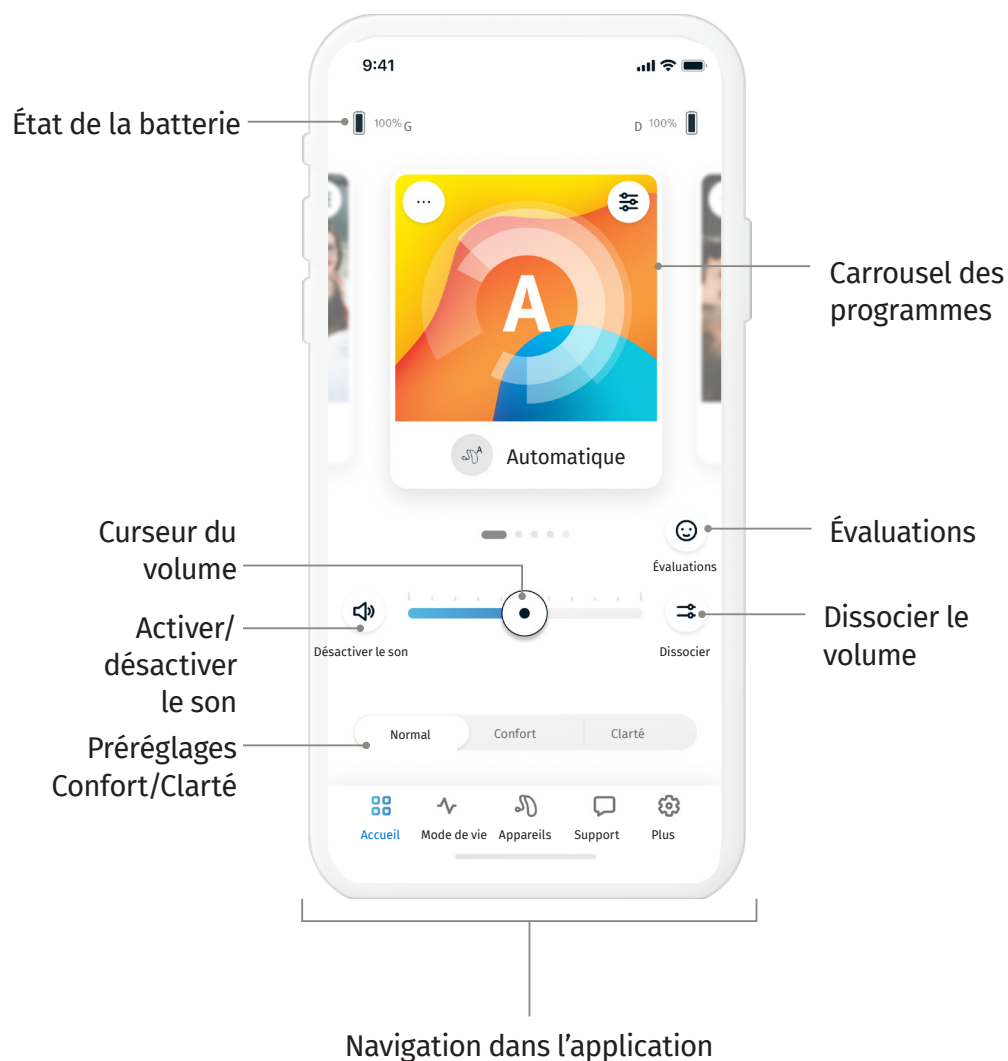 9:41
État de la batterie
100% G
D 100%
...
A
Carrousel des
programmes
A
Automatique
Curseur du
volume
Évaluations
Évaluations
Activer/
désactiver
le son
Désactiver le son
Dissocier
Dissocier le
volume
Préréglages
Confort/Clarté
Normal
Confort
Clarté
Accueil
Mode de vie
Appareils
Support
Plus
Navigation dans l’application